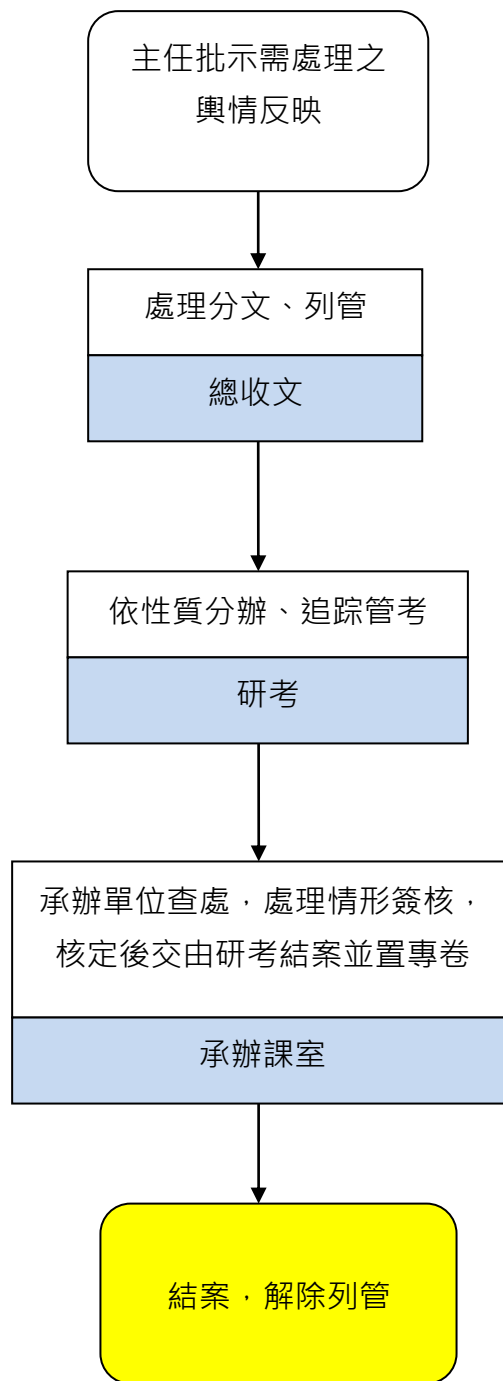 主任批示需處理之
輿情反映
處理分文、列管
總收文
依性質分辦、追踪管考
研考
承辦單位查處，處理情形簽核，
核定後交由研考結案並置專卷
承辦課室
結案，解除列管